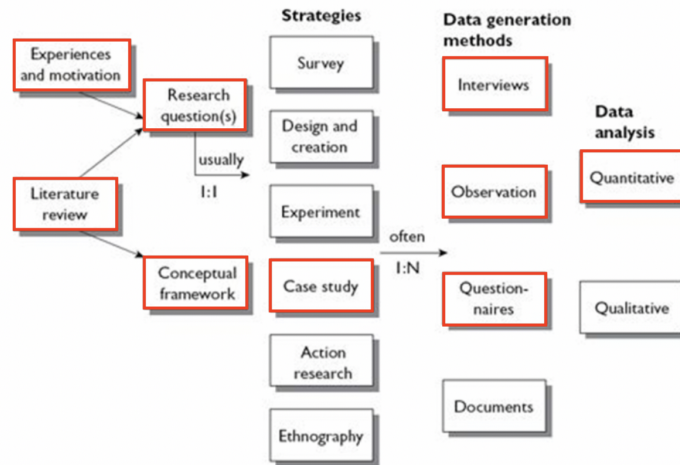 Strategies
Data generation
methods
Experiences
and motivation
Research
question(s)
Survey
Interviews
Data
analysis
Design and
creation
usually
1:1
Literature
review
Experiment
Observation
Quantitative
often
1:N
Conceptual
framework
Case study
Question-
naires
Qualitative
Action
research
Documents
Ethnography